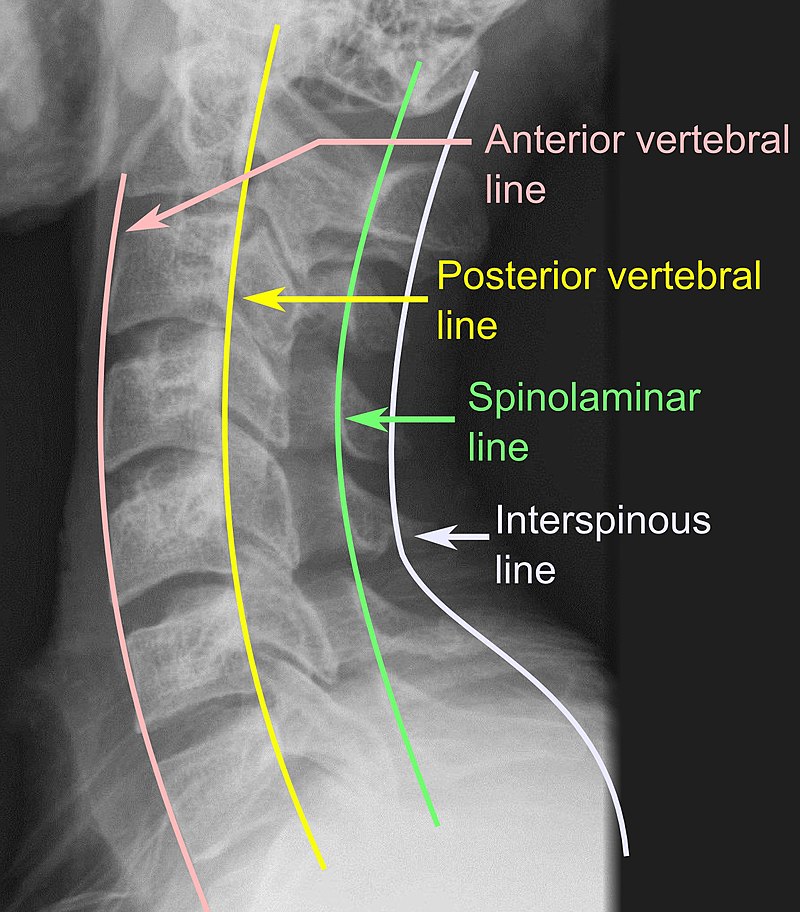 Anterior vertebral
line
Posterior vertebral
line
Spinolaminar
line
Interspinous
line